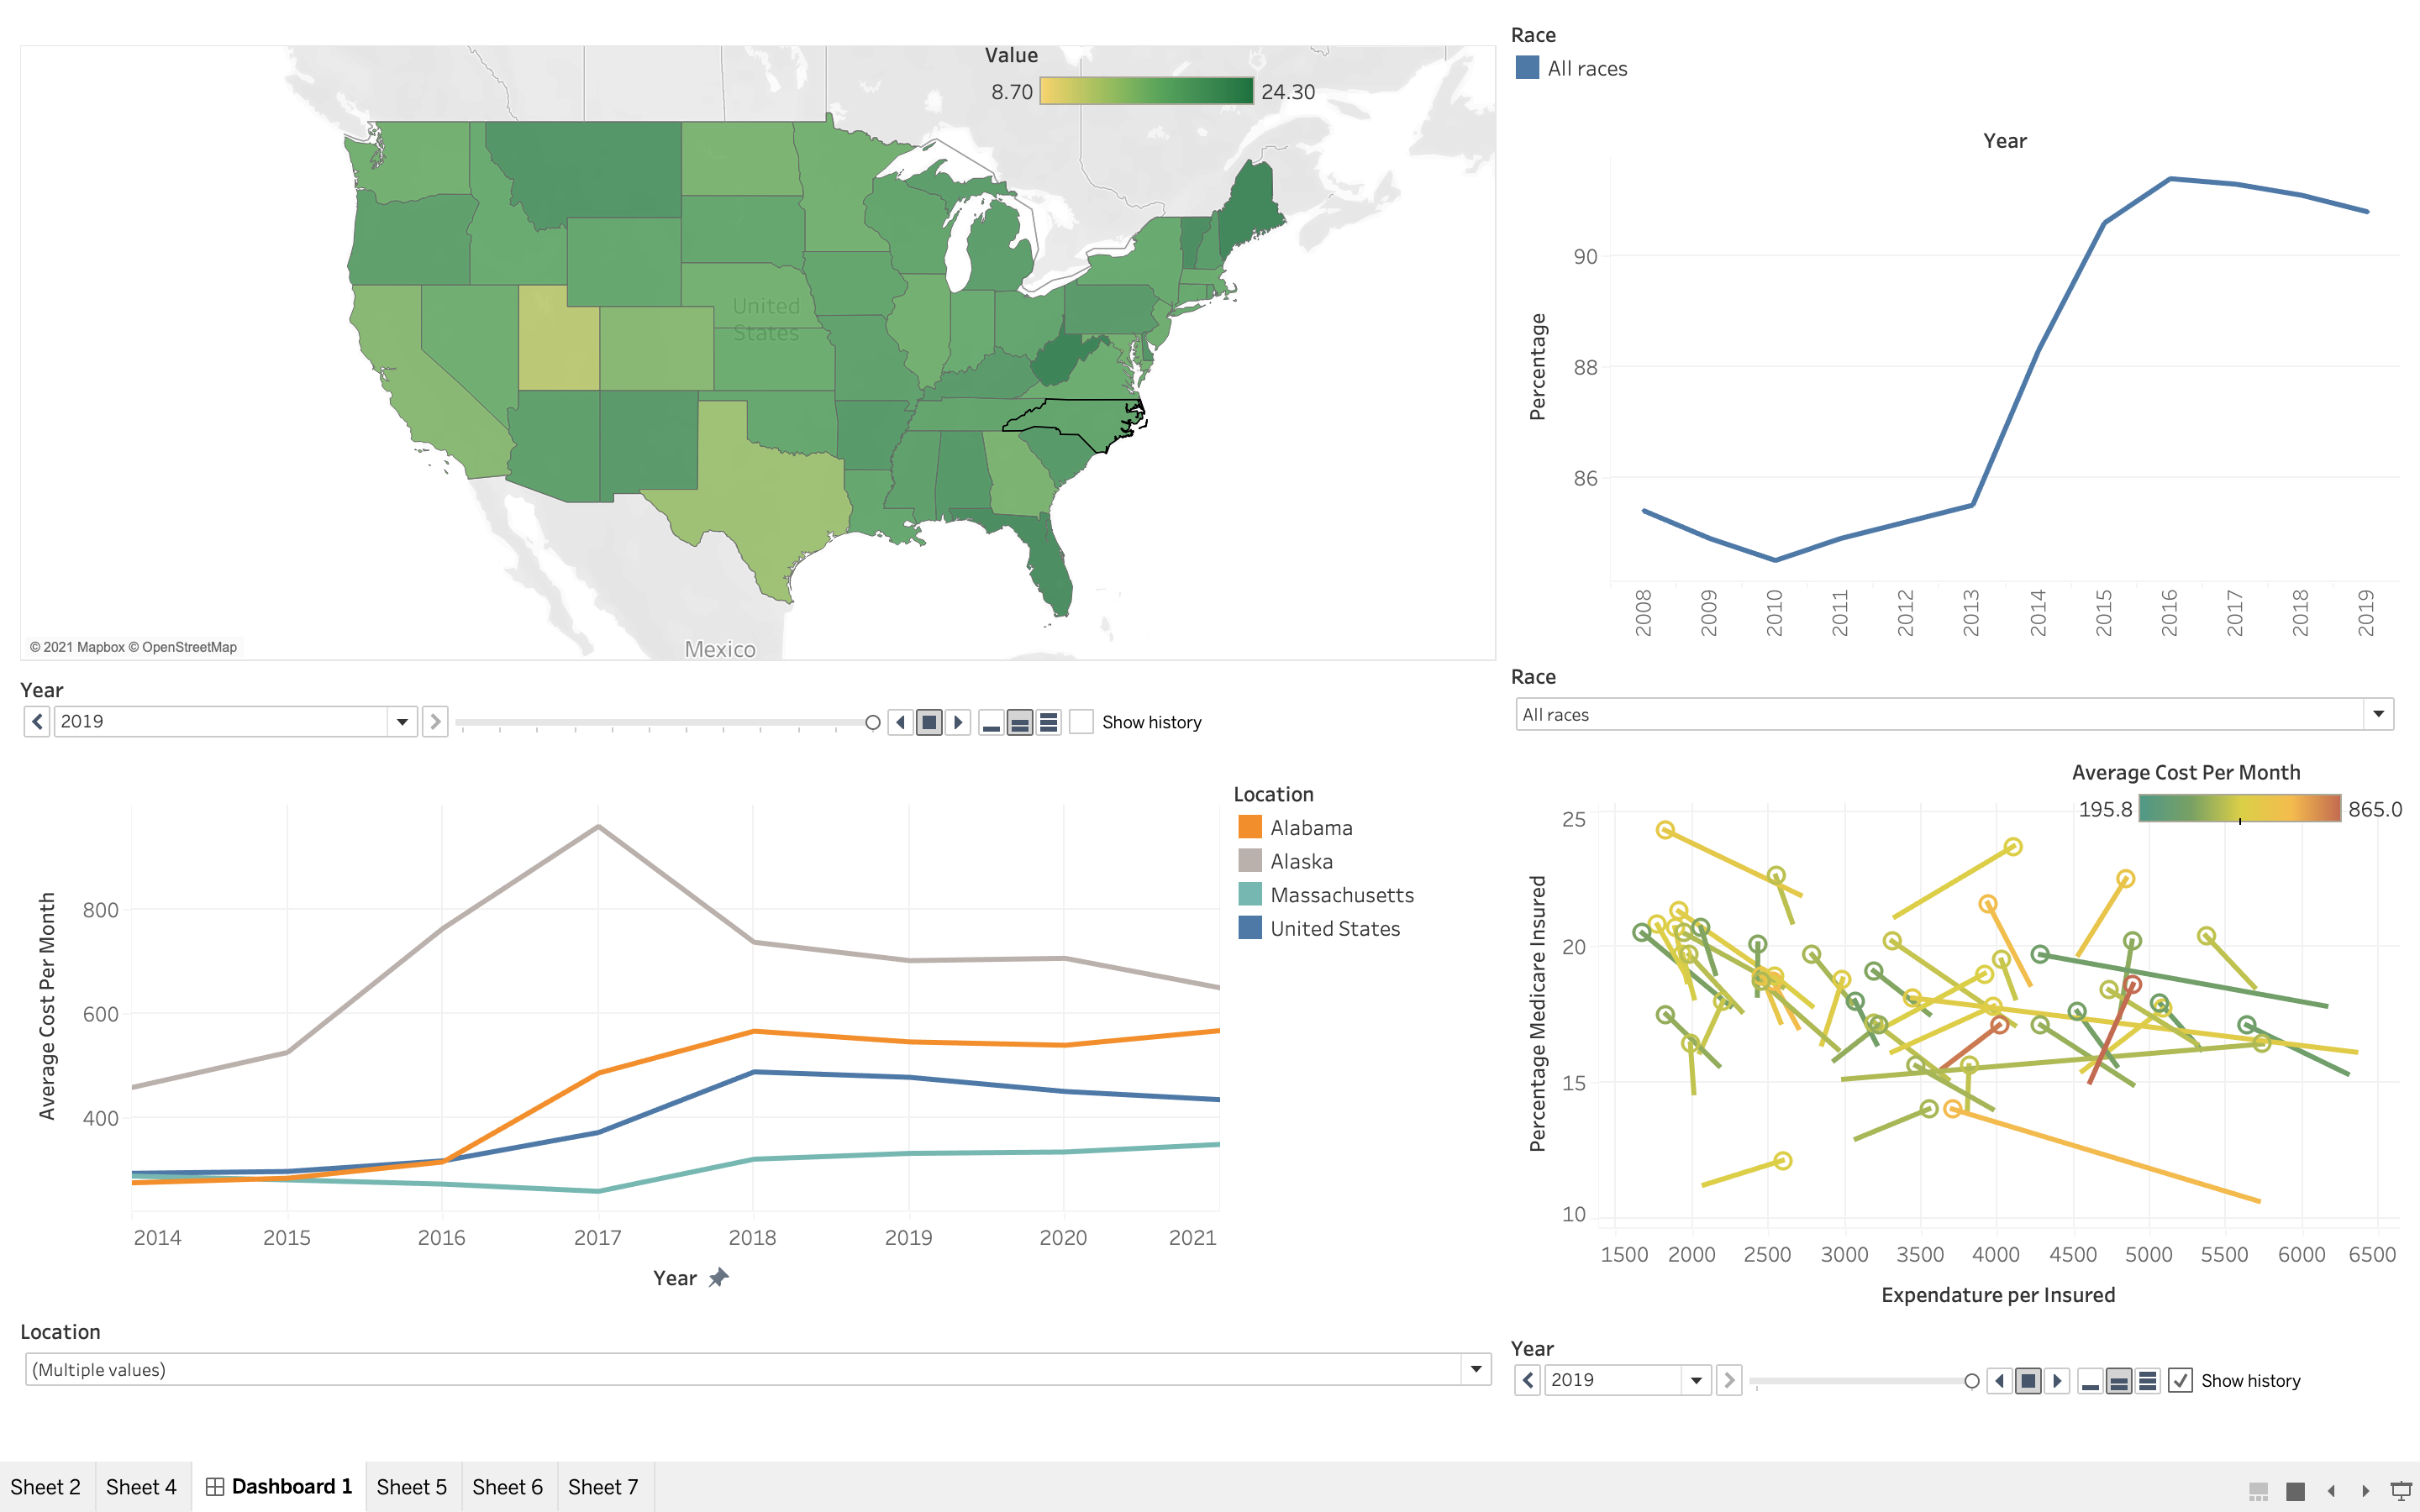 Value
8.70
24.30
United
States
Mexico
© 2021 Mapbox © OpenStreetMap
Race
All races
Year
Percentage
90
88
86
2008
2009
2010
2011
2012
2013
2014
2015
2016
2017
2018
2019
Year
2019
Show history
Race
All races
Average Cost Per Month
800
600
400
2014
2015
2016
2017
2018
2019
2020
2021
Year
Location
Alabama
Alaska
Massachusetts
United States
Location
(Multiple values)
Average Cost Per Month
195.8
865.0
Percentage Medicare Insured
25
20
15
10
1500
2000
2500
3000
3500
4000
4500
5000
5500
6000
6500
Expendature per Insured
Year
2019
Show history
Sheet 2
Sheet 4
Dashboard 1
Sheet 5
Sheet 6
Sheet 7